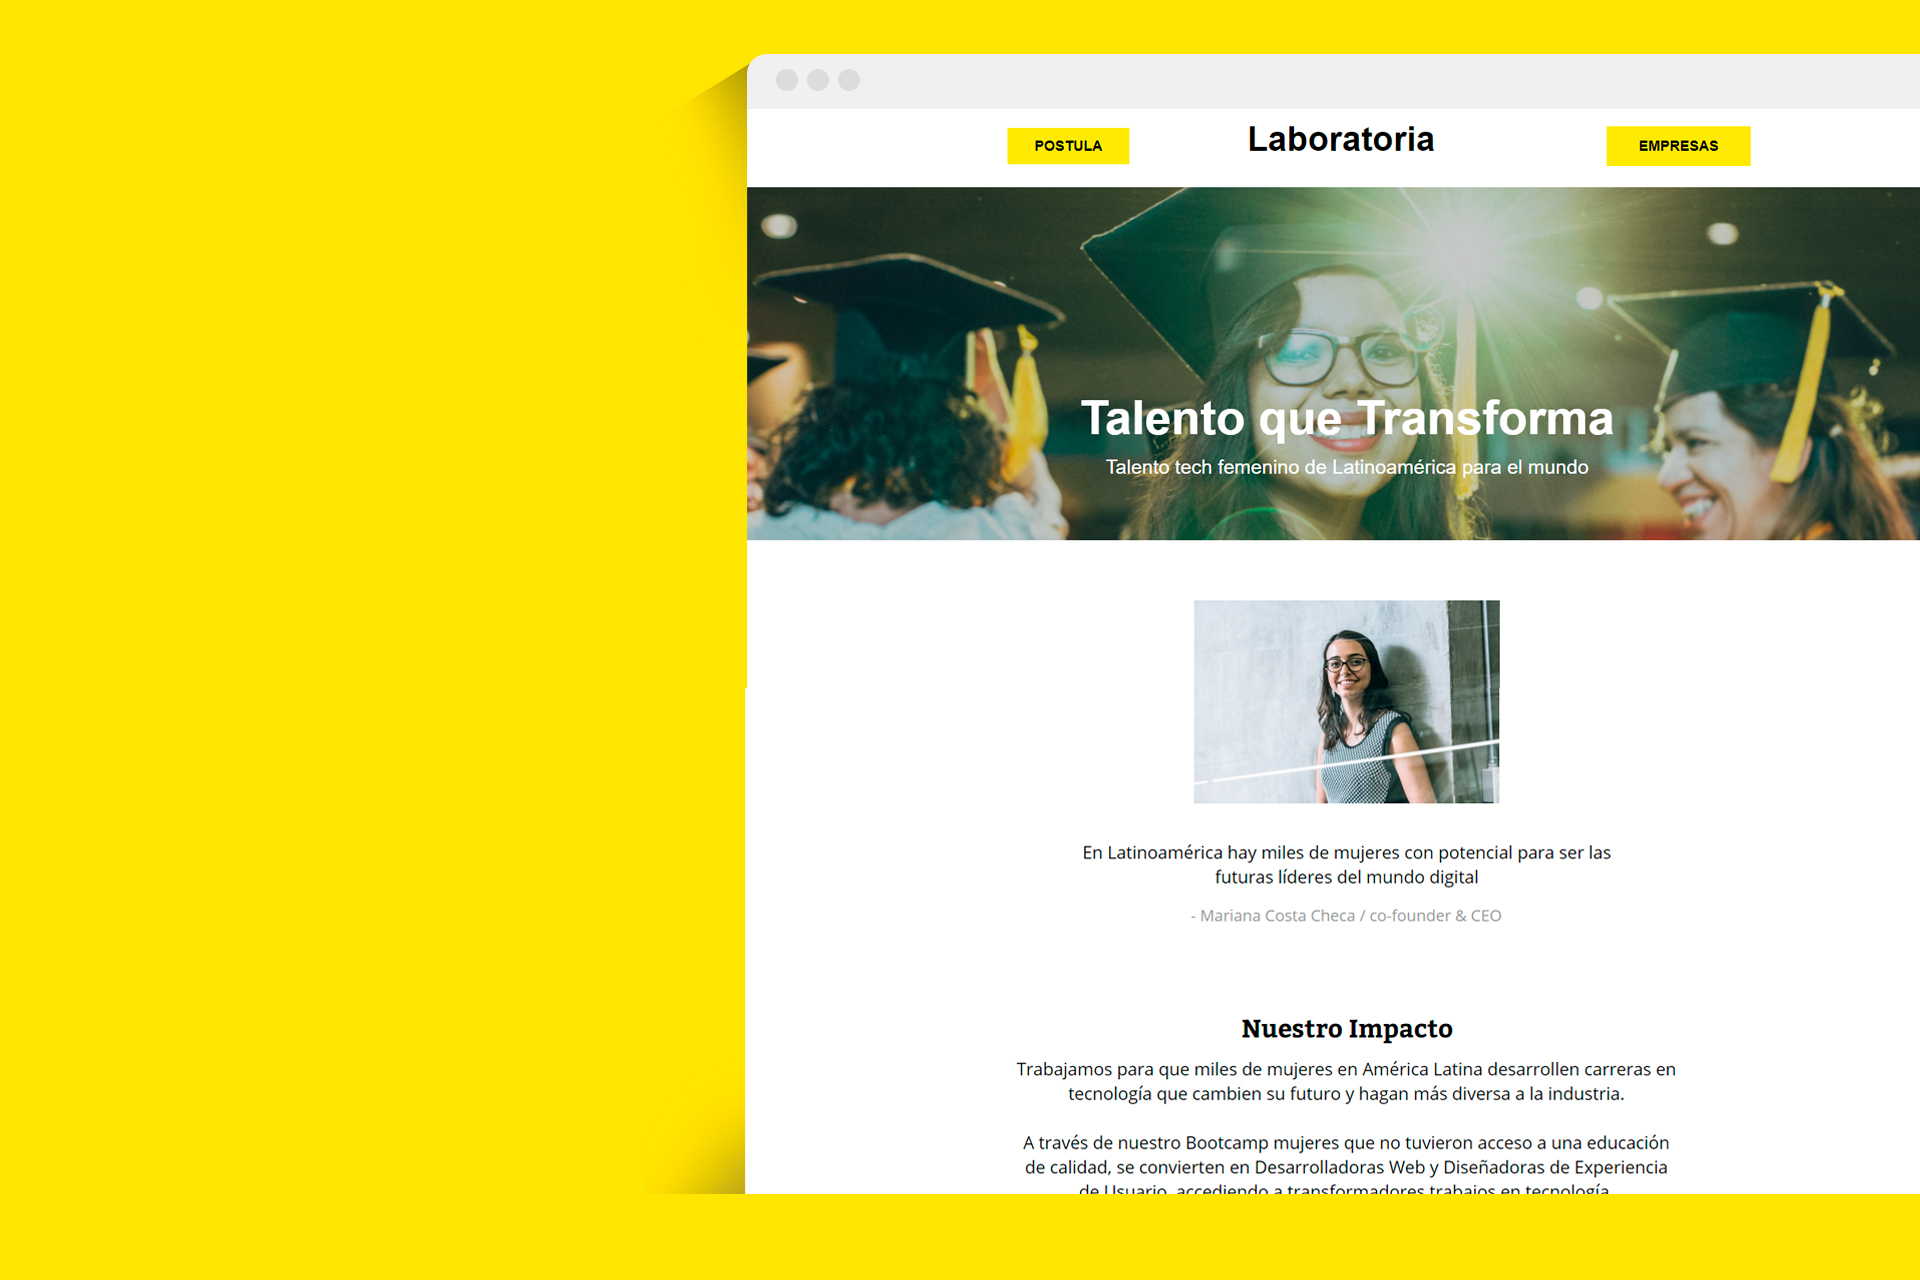 POSTULA
Laboratoria
EMPRESAS
Talento que Transforma
Talento tech femenino de Latinoamérica para el mundo
En Latinoamérica hay miles de mujeres con potencial para ser las
futuras líderes del mundo digital
- Mariana Costa Checa / co-founder & CEO
Nuestro Impacto
Trabajamos para que miles de mujeres en América Latina desarrollen carreras en
tecnología que cambien su futuro y hagan más diversa a la industria.
A través de nuestro Bootcamp mujeres que no tuvieron acceso a una educación
de calidad, se convierten en Desarrolladoras Web y Diseñadoras de Experiencia
de Usuario, accediendo a transformadores trabajos en tecnología